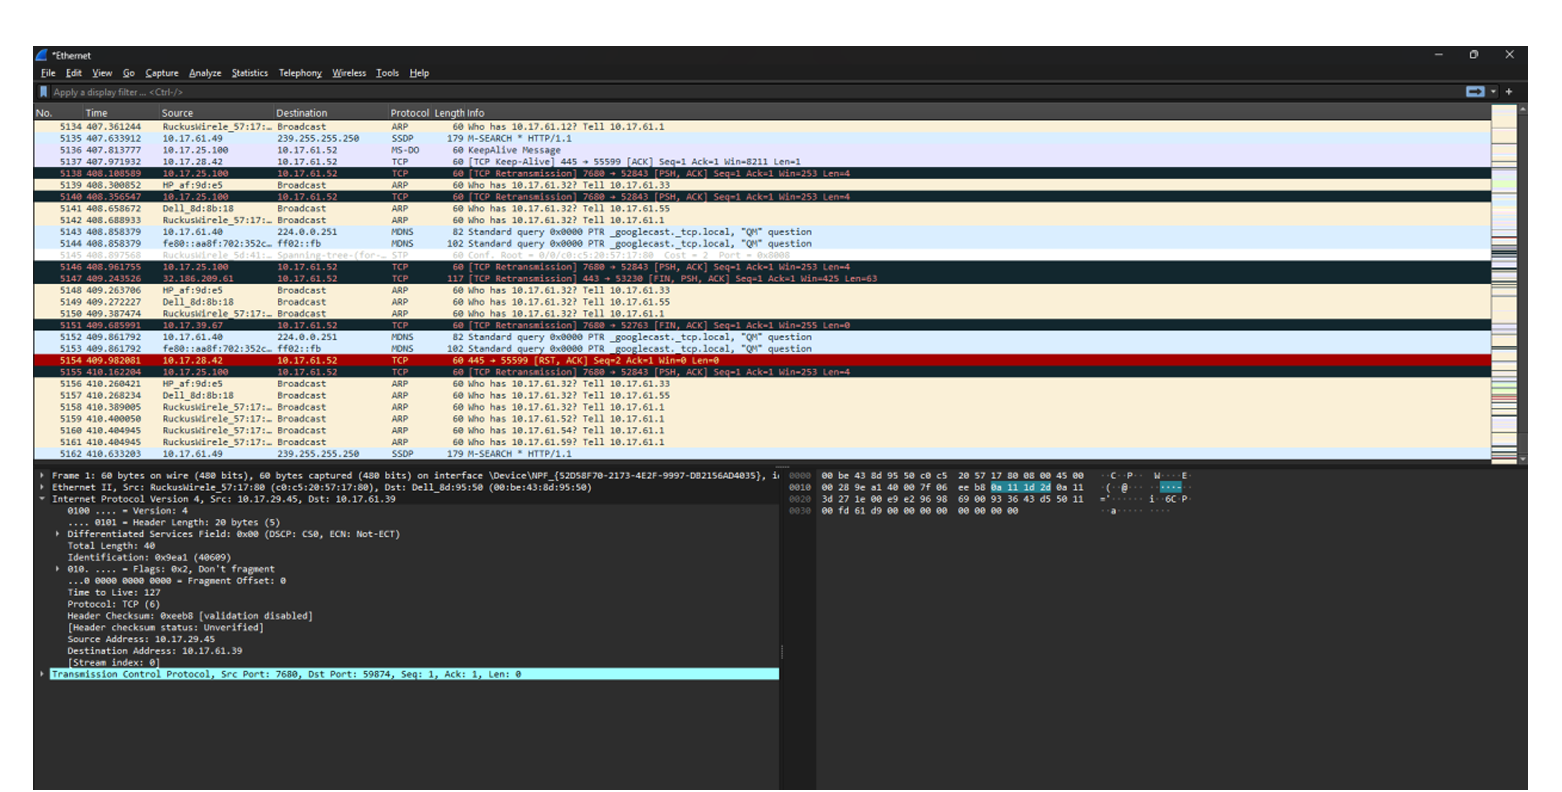 *Ethernet
File Edit View Go Capture Analyze Statistics Telephony Wireless Tools Help
Apply a display filter ... <Ctrl-/>
No. Time Source Destination Protocol Length Info
5134 407.361244 RuckusWirele_57:17:… Broadcast ARP 60 Who has 10.17.61.12? Tell 10.17.61.1
5135 407.633912 10.17.61.49 239.255.255.250 SSDP 179 M-SEARCH * HTTP/1.1
5136 407.813777 10.17.25.100 10.17.61.52 MS-DO 60 KeepAlive Message
5137 407.971932 10.17.28.42 10.17.61.52 TCP 60 [TCP Keep-Alive] 445 → 55599 [ACK] Seq=1 Ack=1 Win=8211 Len=1
5138 408.108589 10.17.25.100 10.17.61.52 TCP 60 [TCP Retransmission] 7680 → 52843 [PSH, ACK] Seq=1 Ack=1 Win=253 Len=4
5139 408.300852 HP_af:9d:e5 Broadcast ARP 60 Who has 10.17.61.32? Tell 10.17.61.33
5140 408.356547 10.17.25.100 10.17.61.52 TCP 60 [TCP Retransmission] 7680 → 52843 [PSH, ACK] Seq=1 Ack=1 Win=253 Len=4
5141 408.658672 Dell_8d:8b:18 Broadcast ARP 60 Who has 10.17.61.32? Tell 10.17.61.55
5142 408.688933 RuckusWirele_57:17:… Broadcast ARP 60 Who has 10.17.61.32? Tell 10.17.61.1
5143 408.858379 10.17.61.40 224.0.0.251 MDNS 82 Standard query 0x0000 PTR _googlecast._tcp.local, "QM" question
5144 408.858379 fe80::aa8f:702:352c… ff02::fb MDNS 102 Standard query 0x0000 PTR _googlecast._tcp.local, "QM" question
5145 408.897568 RuckusWirele_5d:41:… Spanning-tree-(for-… STP 60 Conf. Root = 0/0/c0:c5:20:57:17:80 Cost = 2 Port = 0x8008
5146 408.961755 10.17.25.100 10.17.61.52 TCP 60 [TCP Retransmission] 7680 → 52843 [PSH, ACK] Seq=1 Ack=1 Win=253 Len=4
5147 409.243526 32.186.209.61 10.17.61.52 TCP 117 [TCP Retransmission] 443 → 53230 [FIN, PSH, ACK] Seq=1 Ack=1 Win=425 Len=63
5148 409.263706 HP_af:9d:e5 Broadcast ARP 60 Who has 10.17.61.32? Tell 10.17.61.33
5149 409.272227 Dell_8d:8b:18 Broadcast ARP 60 Who has 10.17.61.32? Tell 10.17.61.55
5150 409.387474 RuckusWirele_57:17:… Broadcast ARP 60 Who has 10.17.61.32? Tell 10.17.61.1
5151 409.685991 10.17.39.67 10.17.61.52 TCP 60 [TCP Retransmission] 7680 → 52763 [FIN, ACK] Seq=1 Ack=1 Win=255 Len=0
5152 409.861792 10.17.61.40 224.0.0.251 MDNS 82 Standard query 0x0000 PTR _googlecast._tcp.local, "QM" question
5153 409.861792 fe80::aa8f:702:352c… ff02::fb MDNS 102 Standard query 0x0000 PTR _googlecast._tcp.local, "QM" question
5154 409.982081 10.17.28.42 10.17.61.52 TCP 60 445 → 55599 [RST, ACK] Seq=2 Ack=1 Win=0 Len=0
5155 410.162204 10.17.25.100 10.17.61.52 TCP 60 [TCP Retransmission] 7680 → 52843 [PSH, ACK] Seq=1 Ack=1 Win=253 Len=4
5156 410.260421 HP_af:9d:e5 Broadcast ARP 60 Who has 10.17.61.32? Tell 10.17.61.33
5157 410.268234 Dell_8d:8b:18 Broadcast ARP 60 Who has 10.17.61.32? Tell 10.17.61.55
5158 410.389005 RuckusWirele_57:17:… Broadcast ARP 60 Who has 10.17.61.32? Tell 10.17.61.1
5159 410.400050 RuckusWirele_57:17:… Broadcast ARP 60 Who has 10.17.61.52? Tell 10.17.61.1
5160 410.404945 RuckusWirele_57:17:… Broadcast ARP 60 Who has 10.17.61.54? Tell 10.17.61.1
5161 410.404945 RuckusWirele_57:17:… Broadcast ARP 60 Who has 10.17.61.59? Tell 10.17.61.1
5162 410.633203 10.17.61.49 239.255.255.250 SSDP 179 M-SEARCH * HTTP/1.1
Frame 1: 60 bytes on wire (480 bits), 60 bytes captured (480 bits) on interface \Device\NPF_{52D58F70-2173-4E2F-9997-D82156AD4035}, i
Ethernet II, Src: RuckusWirele_57:17:80 (c0:c5:20:57:17:80), Dst: Dell_8d:95:50 (00:be:43:8d:95:50)
Internet Protocol Version 4, Src: 10.17.29.45, Dst: 10.17.61.39
0100 .... = Version: 4
.... 0101 = Header Length: 20 bytes (5)
Differentiated Services Field: 0x00 (DSCP: CS0, ECN: Not-ECT)
Total Length: 40
Identification: 0x9ea1 (40609)
010. .... = Flags: 0x2, Don't fragment
...0 0000 0000 0000 = Fragment Offset: 0
Time to Live: 127
Protocol: TCP (6)
Header Checksum: 0xeeb8 [validation disabled]
[Header checksum status: Unverified]
Source Address: 10.17.29.45
Destination Address: 10.17.61.39
[Stream index: 0]
Transmission Control Protocol, Src Port: 7680, Dst Port: 59874, Seq: 1, Ack: 1, Len: 0
0000 00 be 43 8d 95 50 c0 c5 20 57 17 80 08 00 45 00 ··C··P·· W····E·
0010 00 28 9e a1 40 00 7f 06 ee b8 0a 11 1d 2d 0a 11 ·(··@··· ·····-··
0020 3d 27 1e 00 e9 e2 96 98 69 00 93 36 43 d5 50 11 ='······ i··6C·P·
0030 00 fd 61 d9 00 00 00 00 00 00 00 00 ··a····· ····